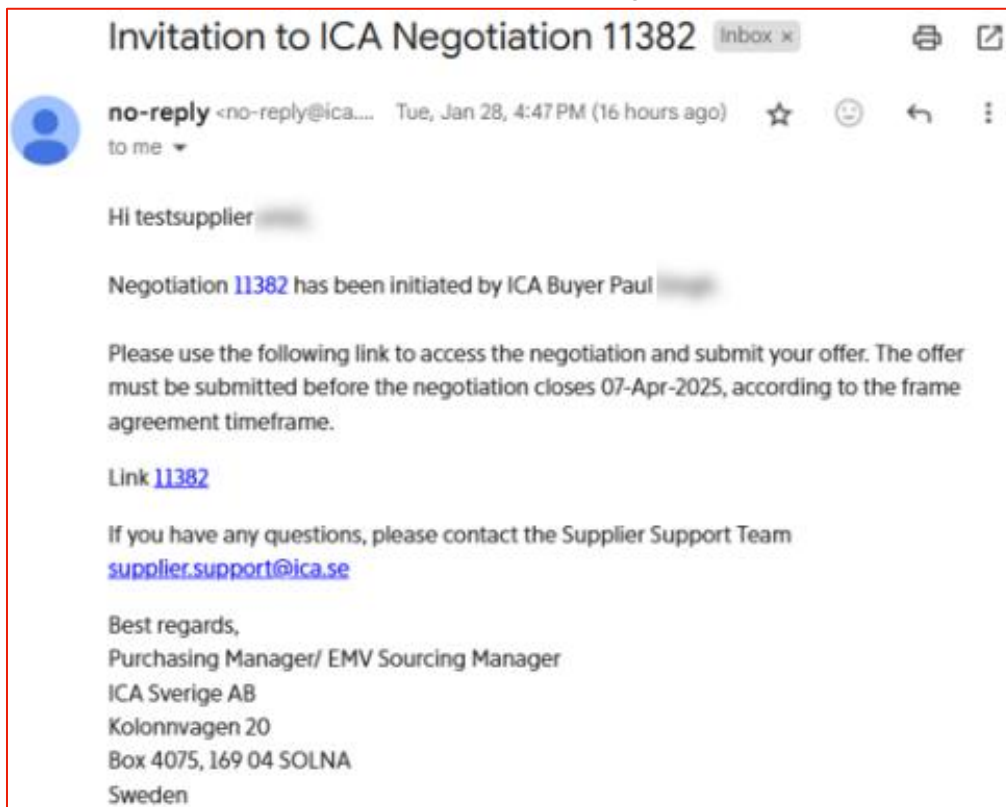 Invitation to ICA Negotiation 11382 Inbox ×
no-reply <no-reply@ica.... Tue, Jan 28, 4:47 PM (16 hours ago)
to me
Hi testsupplier
Negotiation 11382 has been initiated by ICA Buyer Paul
Please use the following link to access the negotiation and submit your offer. The offer
must be submitted before the negotiation closes 07-Apr-2025, according to the frame
agreement timeframe.
Link 11382
If you have any questions, please contact the Supplier Support Team
supplier.support@ica.se
Best regards,
Purchasing Manager/ EMV Sourcing Manager
ICA Sverige AB
Kolonnvagen 20
Box 4075, 169 04 SOLNA
Sweden